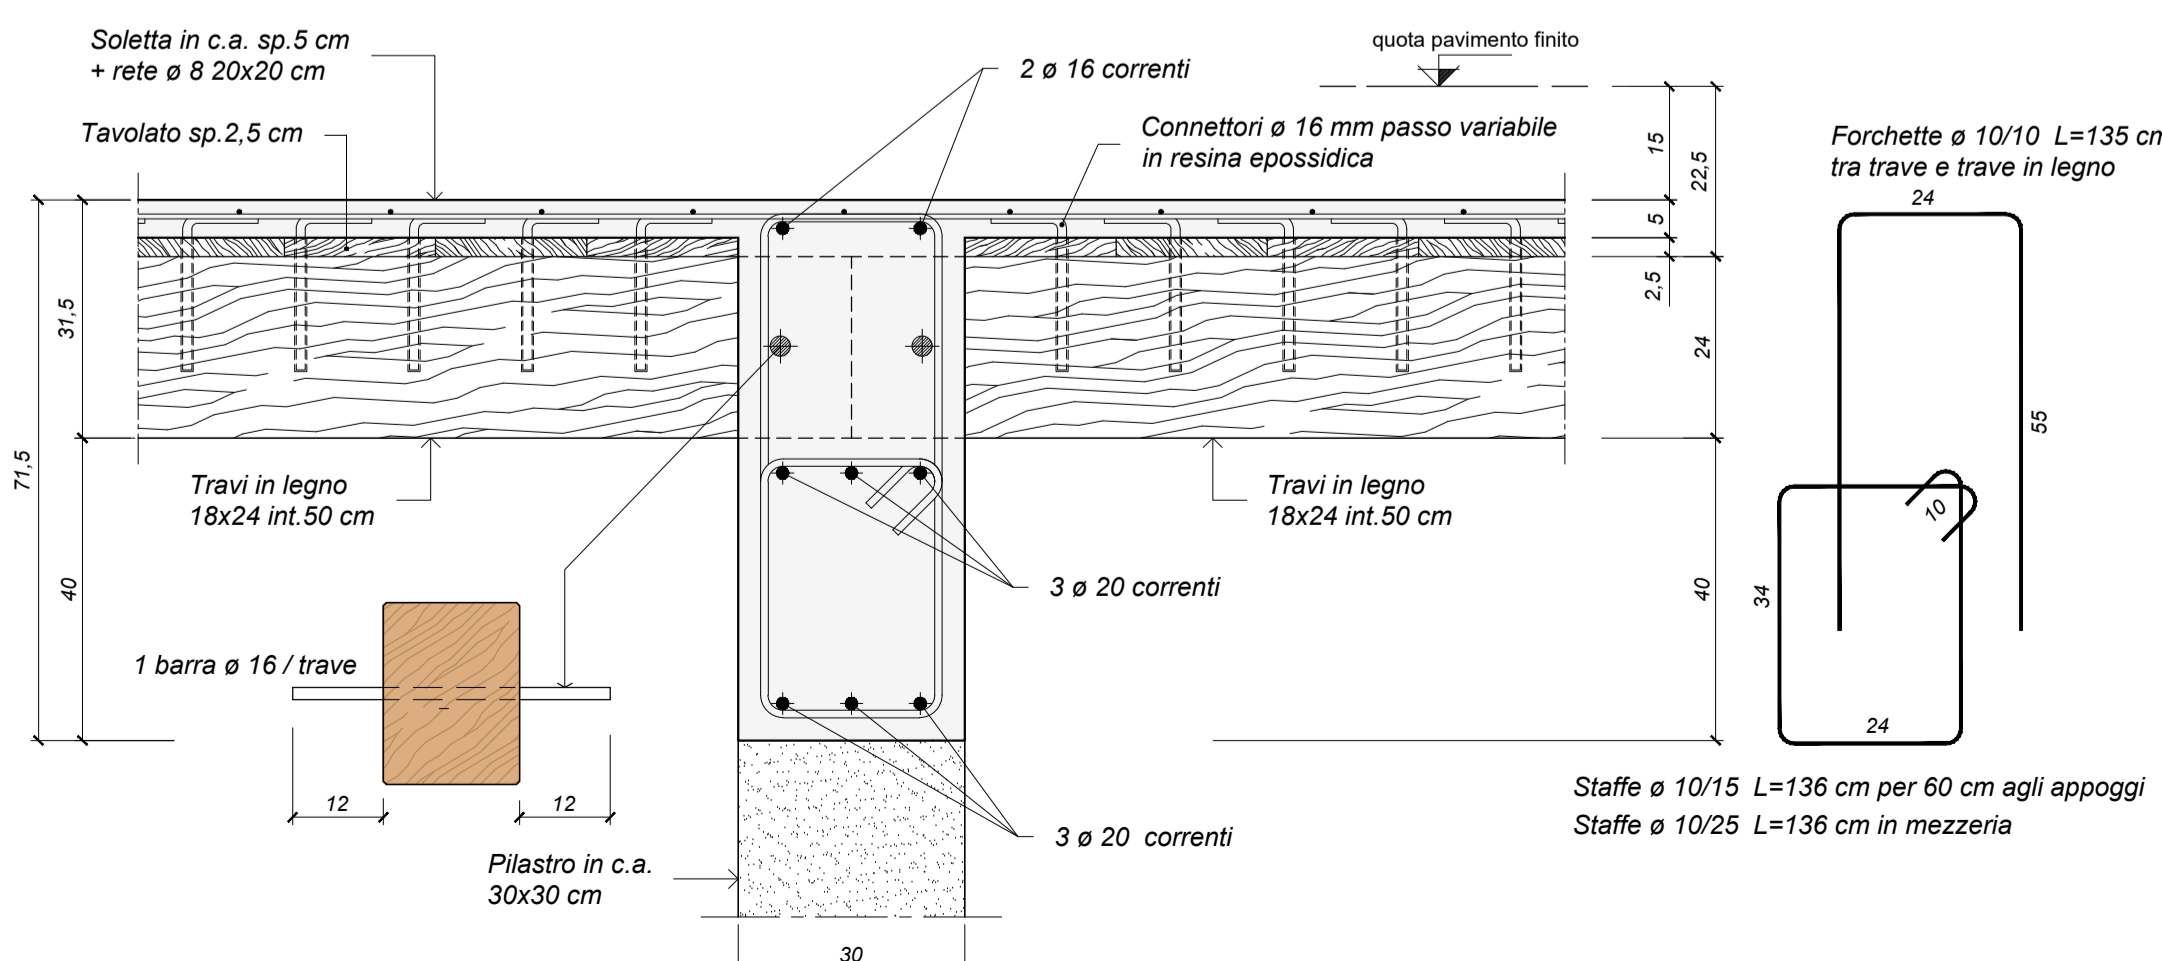 Soletta in c.a. sp.5 cm
+ rete ø 8 20x20 cm
Tavolato sp.2,5 cm
2 ø 16 correnti
quota pavimento finito
Connettori ø 16 mm passo variabile
in resina epossidica
15
22,5
5
2,5
24
40
Forchette ø 10/10 L=135 cm
tra trave e trave in legno
24
55
10
34
24
31,5
71,5
40
Travi in legno
18x24 int.50 cm
Travi in legno
18x24 int.50 cm
3 ø 20 correnti
1 barra ø 16 / trave
12
12
3 ø 20 correnti
Pilastro in c.a.
30x30 cm
30
Staffe ø 10/15 L=136 cm per 60 cm agli appoggi
Staffe ø 10/25 L=136 cm in mezzeria